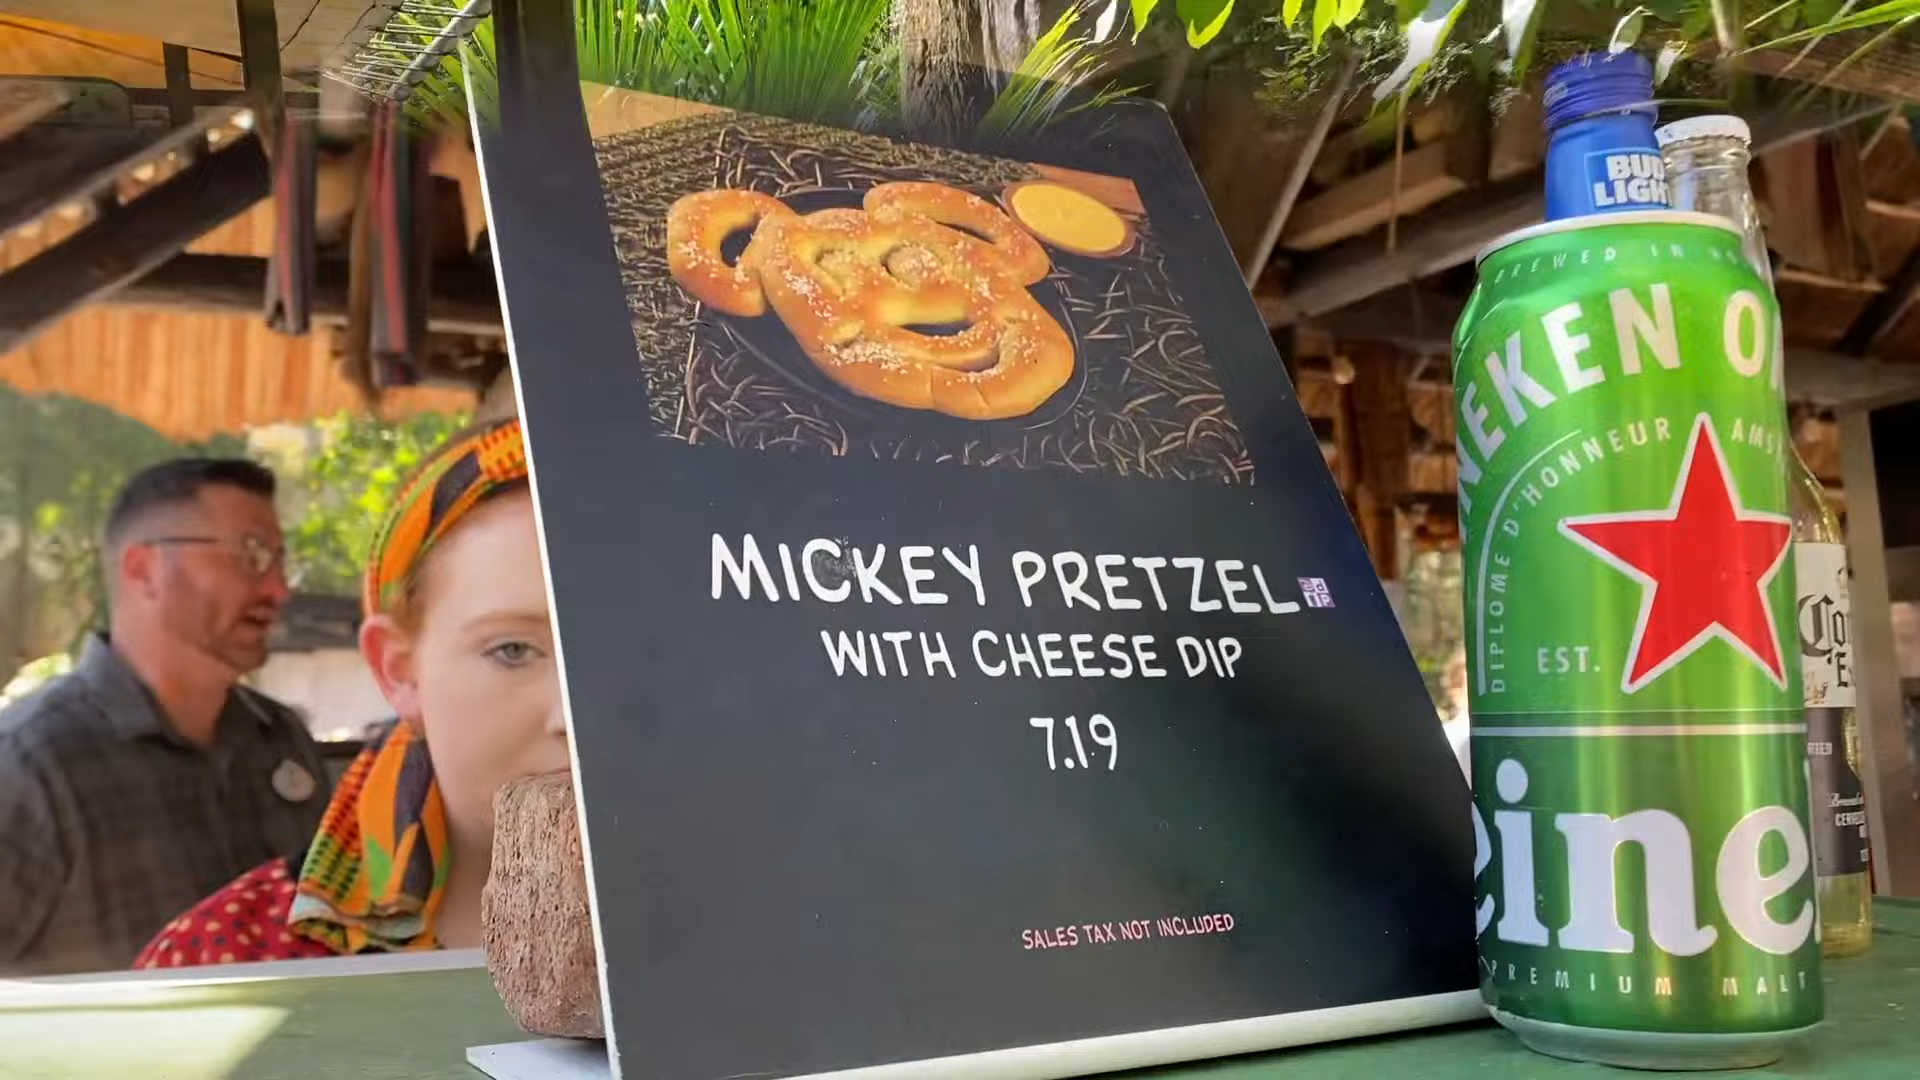 MICKEY PRETZEL
WITH CHEESE DIP
7.19
SALES TAX NOT INCLUDED
BUD
LIGHT
BREWED IN
NEKEN
DIPLOME D'HONNEUR AMS
EST.
eine
PREMIUM MALT
Co
E